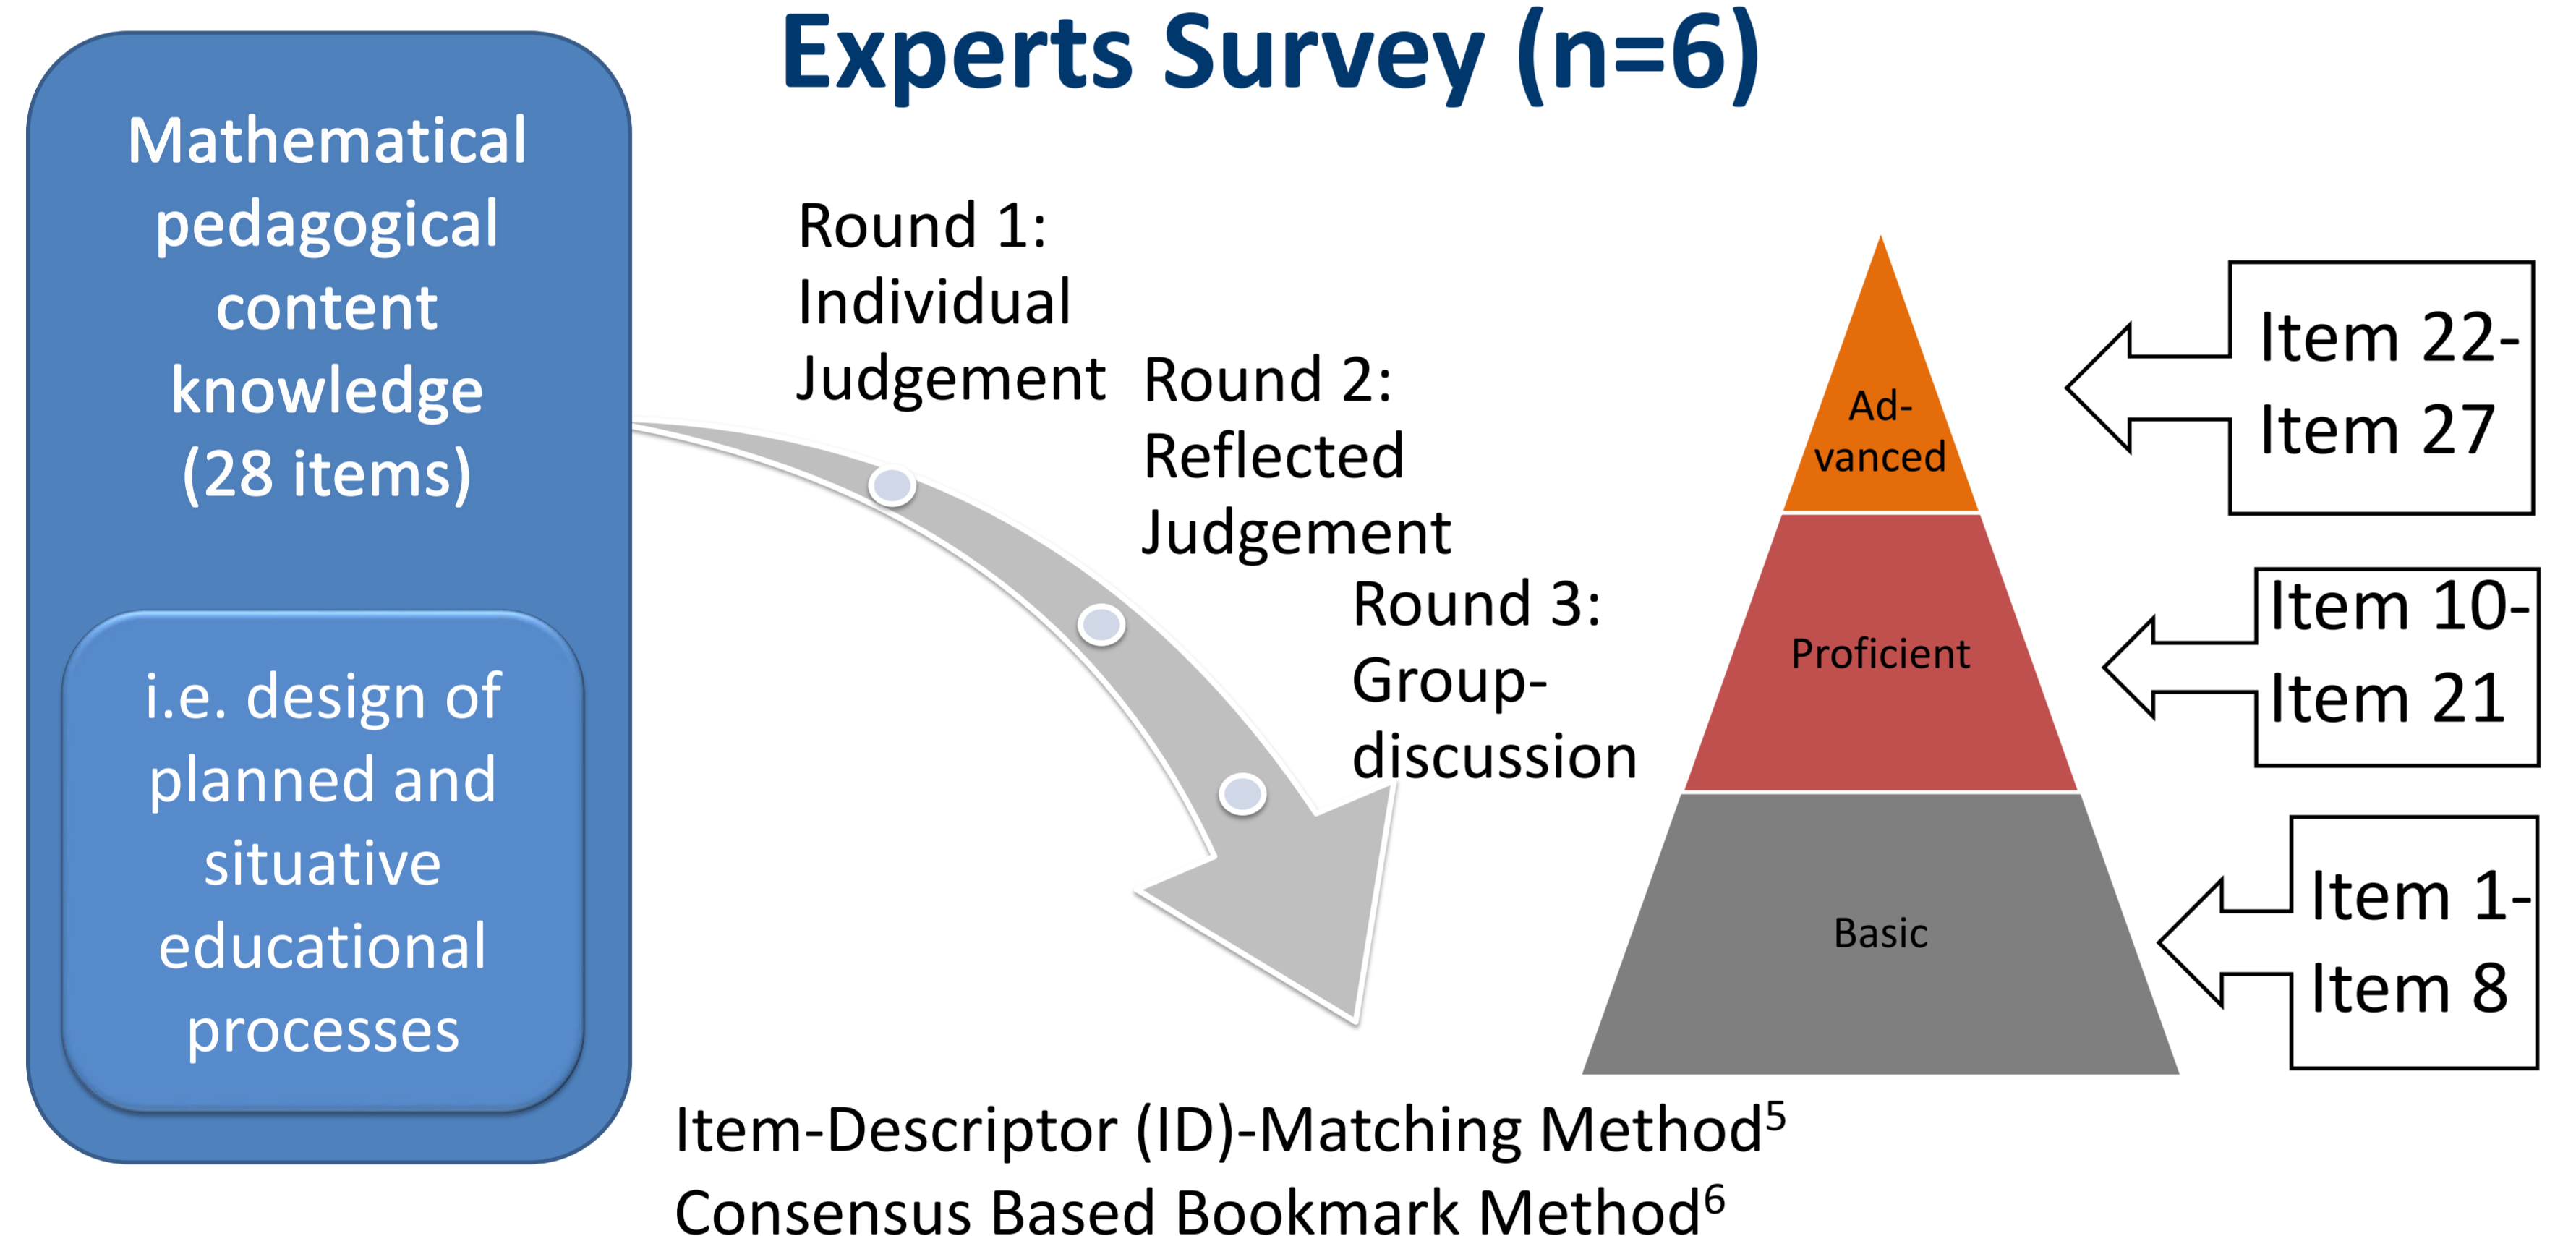 Experts Survey (n=6)
Mathematical
pedagogical
content
knowledge
(28 items)
i.e. design of
planned and
situative
educational
processes
Round 1:
Individual
Judgement
Round 2:
Reflected
Judgement
Round 3:
Group-
discussion
Ad-
vanced
Proficient
Basic
Item 22-
Item 27
Item 10-
Item 21
Item 1-
Item 8
Item-Descriptor (ID)-Matching Method⁵
Consensus Based Bookmark Method⁶